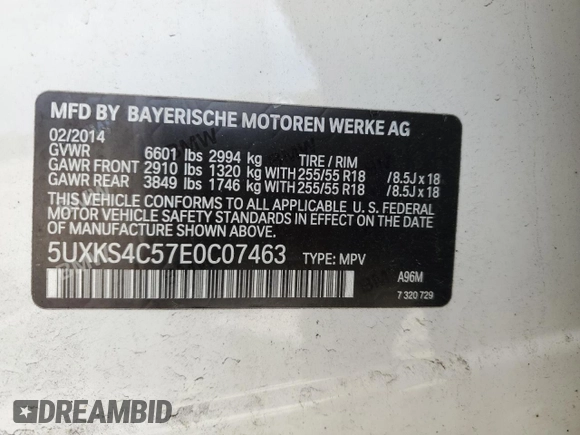 MFD BY BAYERISCHE MOTOREN WERKE AG
02/2014
GVWR 6601 lbs 2994 kg TIRE / RIM
GAWR FRONT 2910 lbs 1320 kg WITH 255/55 R18 /8.5J x 18
GAWR REAR 3849 lbs 1746 kg WITH 255/55 R18 /8.5J x 18
THIS VEHICLE CONFORMS TO ALL APPLICABLE U. S. FEDERAL
MOTOR VEHICLE SAFETY STANDARDS IN EFFECT ON THE DATE
OF MANUFACTURE SHOWN ABOVE.
5UXKS4C57E0C07463 TYPE: MPV
A96M
7 320 729
DREAMBID